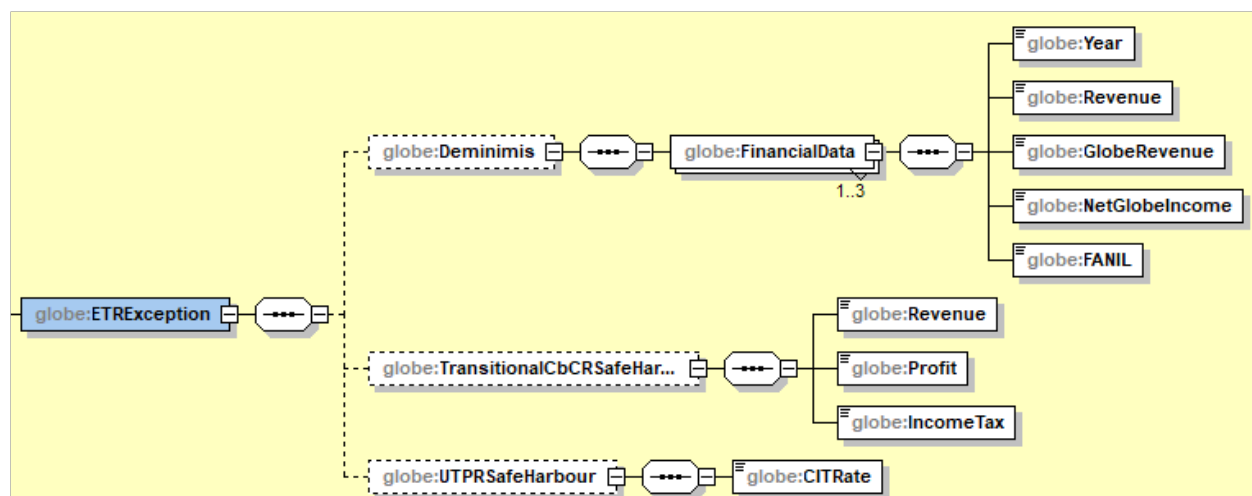 globe:Year
globe:Revenue
globe:Deminimis
globe:FinancialData
globe:GlobeRevenue
1..3
globe:NetGlobeIncome
globe:FANIL
globe:ETRException
globe:Revenue
globe:TransitionalCbCRSafeHar...
globe:Profit
globe:IncomeTax
globe:UTPRSafeHarbour
globe:CITRate